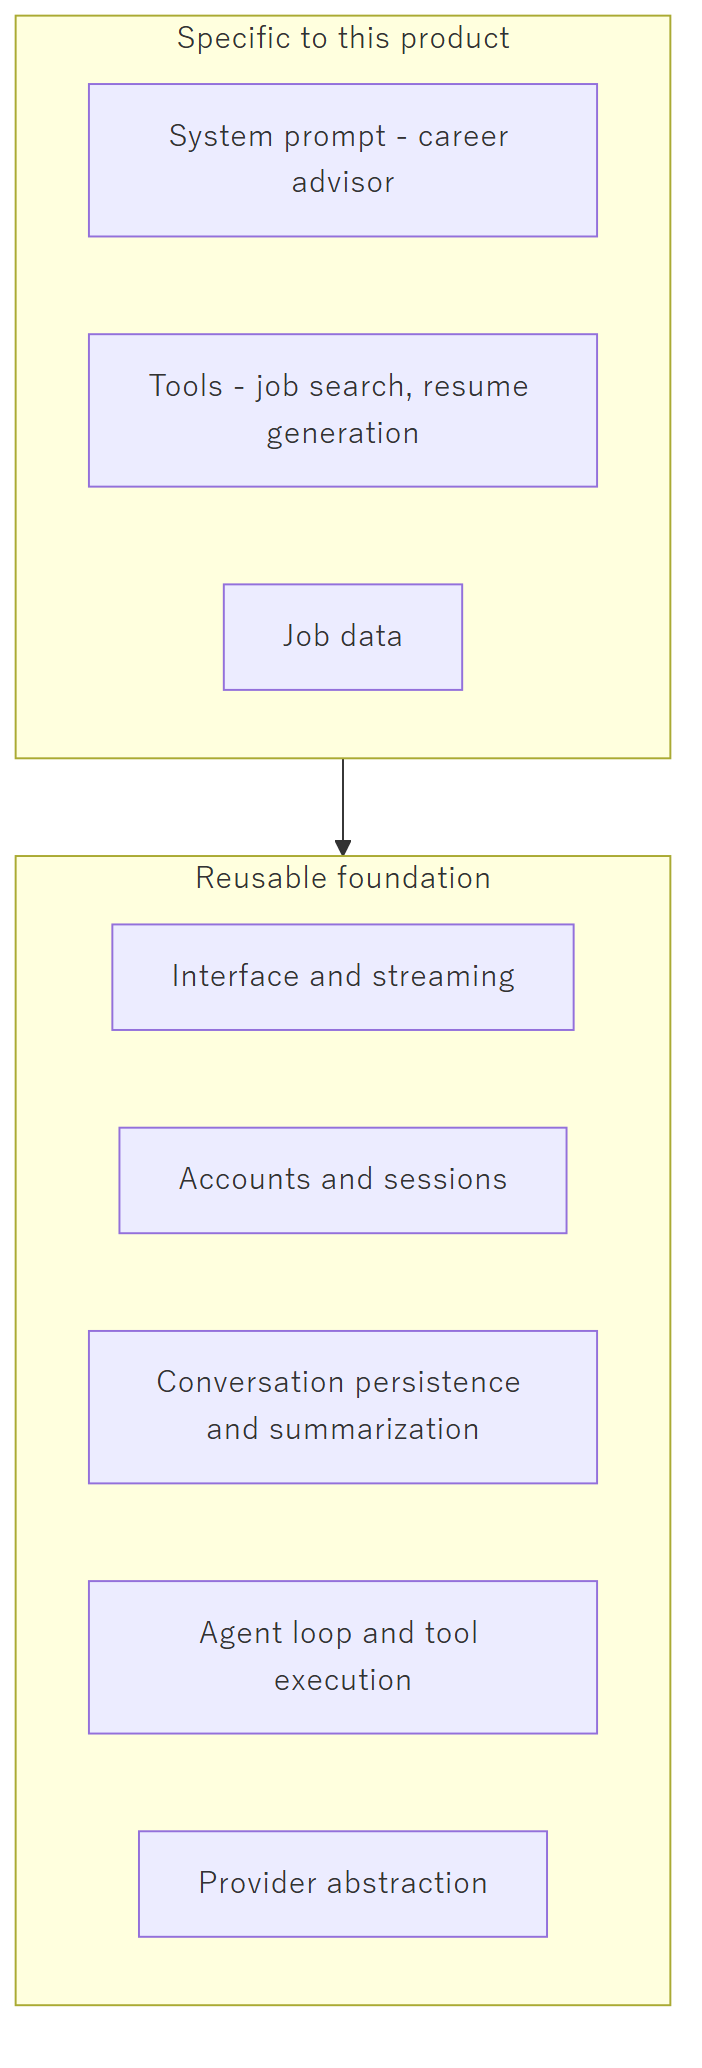 Specific to this product
System prompt - career
advisor
Tools - job search, resume
generation
Job data
Reusable foundation
Interface and streaming
Accounts and sessions
Conversation persistence
and summarization
Agent loop and tool
execution
Provider abstraction